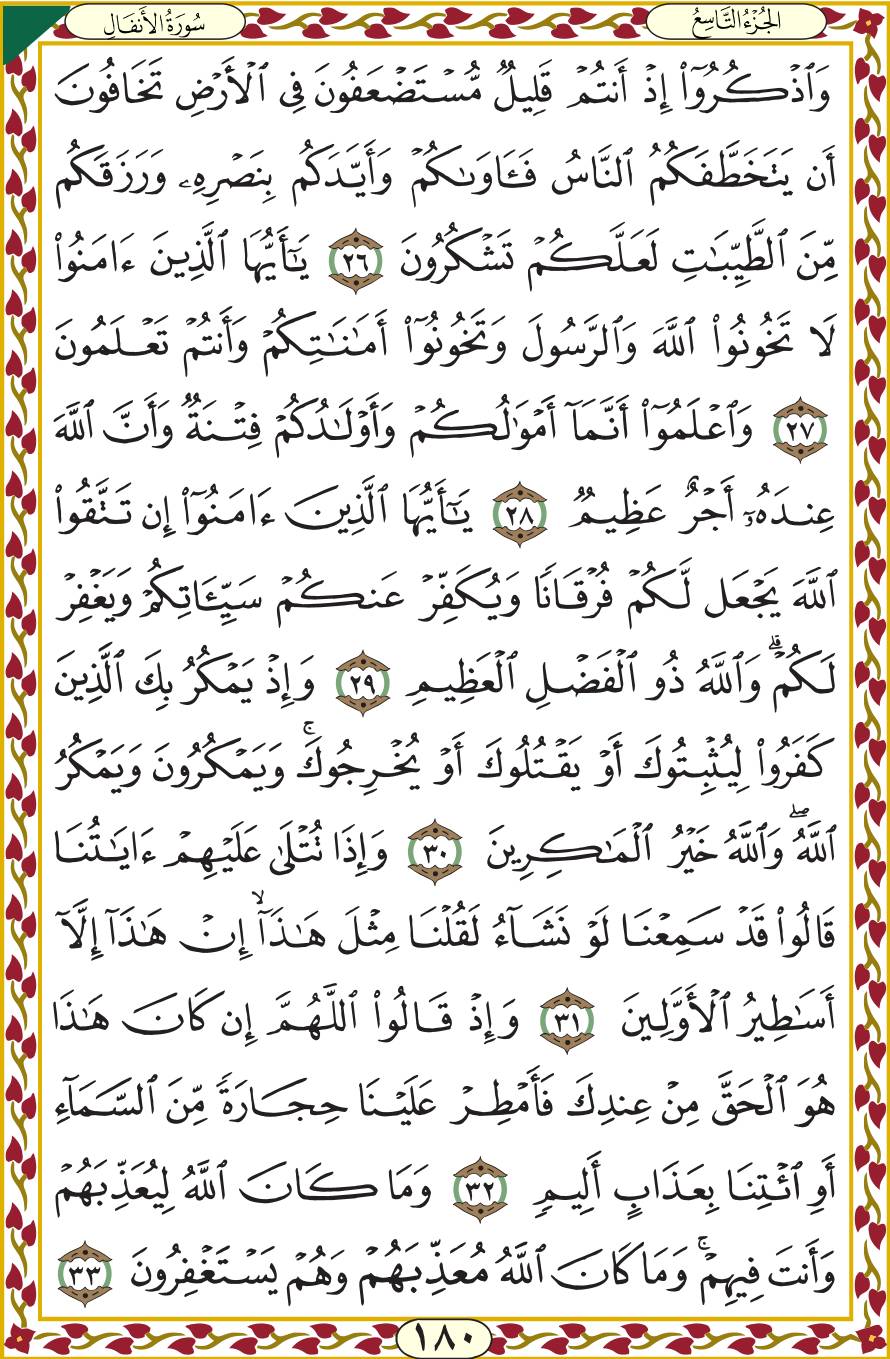 الجُزْءُ التَّاسِعُ
سُورَةُ الأَنفَالِ
وَٱذۡكُرُوٓاْ إِذۡ أَنتُمۡ قَلِيلٞ مُّسۡتَضۡعَفُونَ فِي ٱلۡأَرۡضِ تَخَافُونَ
أَن يَتَخَطَّفَكُمُ ٱلنَّاسُ فَـَٔاوَىٰكُمۡ وَأَيَّدَكُم بِنَصۡرِهِۦ وَرَزَقَكُم
مِّنَ ٱلطَّيِّبَٰتِ لَعَلَّكُمۡ تَشۡكُرُونَ ٢٦ يَٰٓأَيُّهَا ٱلَّذِينَ ءَامَنُواْ
لَا تَخُونُواْ ٱللَّهَ وَٱلرَّسُولَ وَتَخُونُوٓاْ أَمَٰنَٰتِكُمۡ وَأَنتُمۡ تَعۡلَمُونَ
٢٧ وَٱعۡلَمُوٓاْ أَنَّمَآ أَمۡوَٰلُكُمۡ وَأَوۡلَٰدُكُمۡ فِتۡنَةٞ وَأَنَّ ٱللَّهَ
عِندَهُۥٓ أَجۡرٌ عَظِيمٞ ٢٨ يَٰٓأَيُّهَا ٱلَّذِينَ ءَامَنُوٓاْ إِن تَتَّقُواْ
ٱللَّهَ يَجۡعَل لَّكُمۡ فُرۡقَانٗا وَيُكَفِّرۡ عَنكُمۡ سَيِّـَٔاتِكُمۡ وَيَغۡفِرۡ
لَكُمۡۗ وَٱللَّهُ ذُو ٱلۡفَضۡلِ ٱلۡعَظِيمِ ٢٩ وَإِذۡ يَمۡكُرُ بِكَ ٱلَّذِينَ
كَفَرُواْ لِيُثۡبِتُوكَ أَوۡ يَقۡتُلُوكَ أَوۡ يُخۡرِجُوكَۚ وَيَمۡكُرُونَ وَيَمۡكُرُ
ٱللَّهُۖ وَٱللَّهُ خَيۡرُ ٱلۡمَٰكِرِينَ ٣٠ وَإِذَا تُتۡلَىٰ عَلَيۡهِمۡ ءَايَٰتُنَا
قَالُواْ قَدۡ سَمِعۡنَا لَوۡ نَشَآءُ لَقُلۡنَا مِثۡلَ هَٰذَآۙ إِنۡ هَٰذَآ إِلَّآ
أَسَٰطِيرُ ٱلۡأَوَّلِينَ ٣١ وَإِذۡ قَالُواْ ٱللَّهُمَّ إِن كَانَ هَٰذَا
هُوَ ٱلۡحَقَّ مِنۡ عِندِكَ فَأَمۡطِرۡ عَلَيۡنَا حِجَارَةٗ مِّنَ ٱلسَّمَآءِ
أَوِ ٱئۡتِنَا بِعَذَابٍ أَلِيمٖ ٣٢ وَمَا كَانَ ٱللَّهُ لِيُعَذِّبَهُمۡ
وَأَنتَ فِيهِمۡۚ وَمَا كَانَ ٱللَّهُ مُعَذِّبَهُمۡ وَهُمۡ يَسۡتَغۡفِرُونَ ٣٣
١٨٠